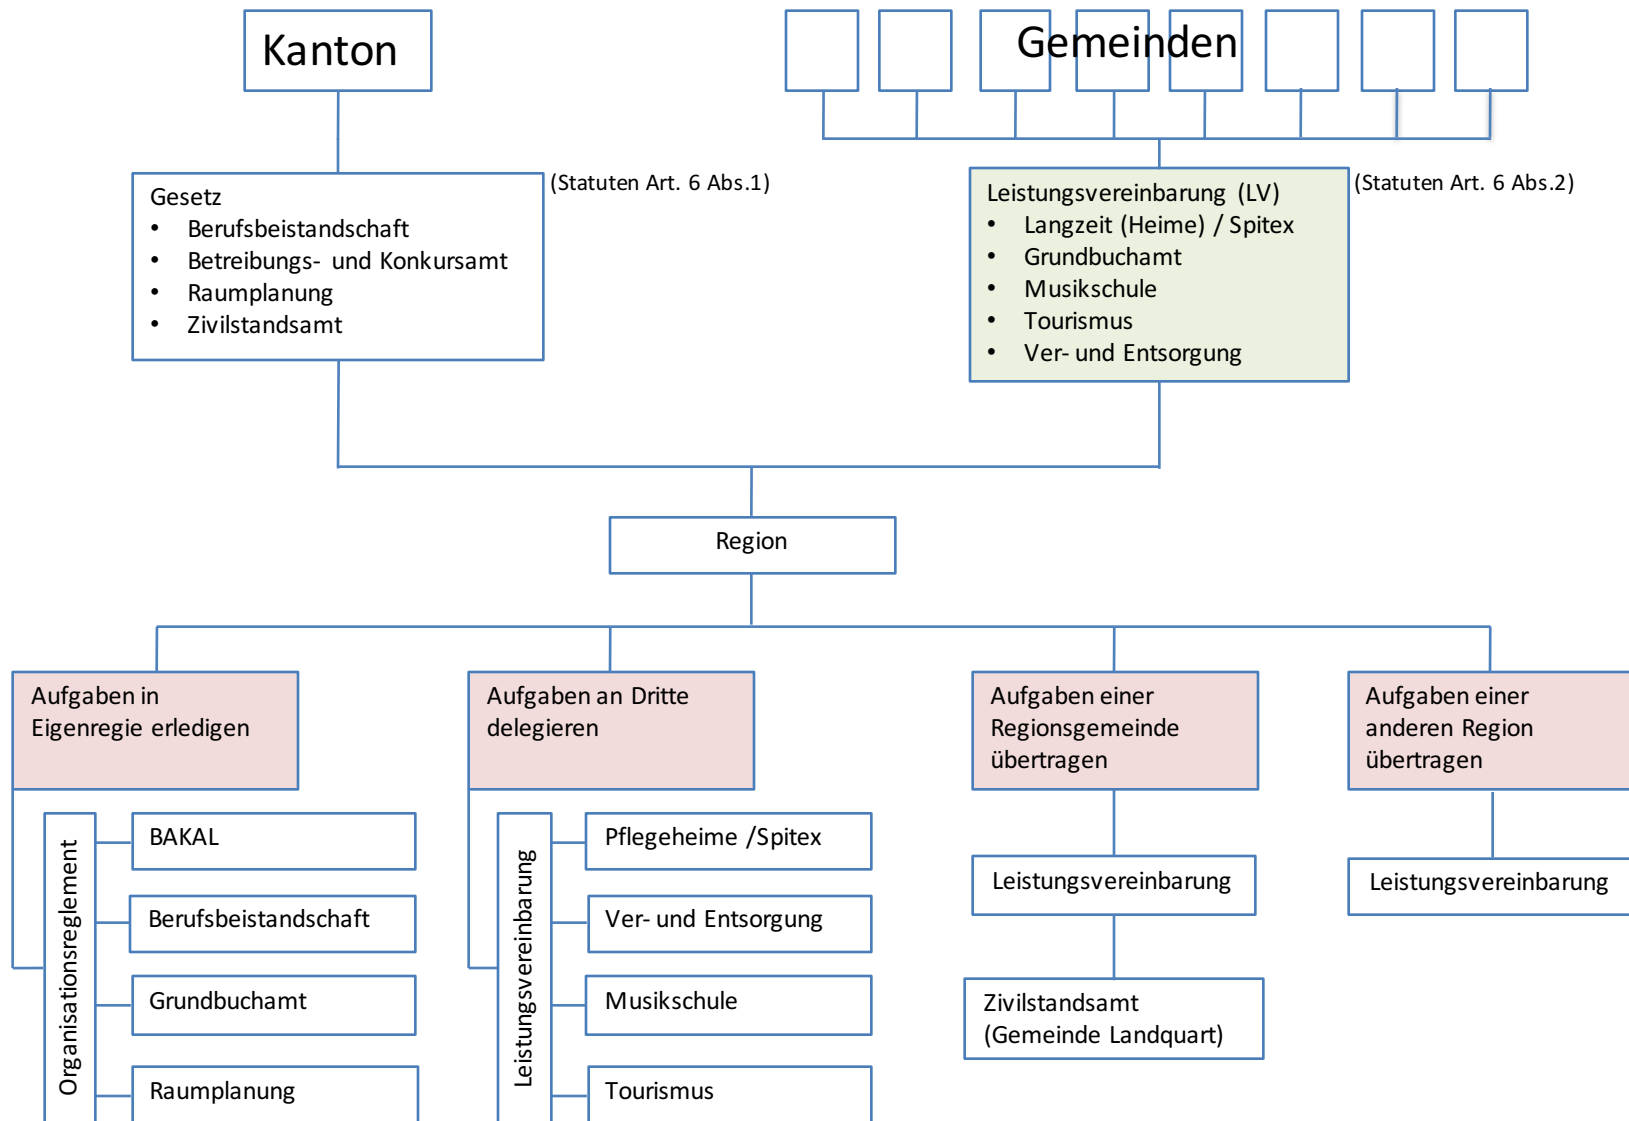 Kanton
Gemeinden
Gesetz
• Berufsbeistandschaft
• Betreibungs- und Konkursamt
• Raumplanung
• Zivilstandsamt
(Statuten Art. 6 Abs.1)
Leistungsvereinbarung (LV)
• Langzeit (Heime) / Spitex
• Grundbuchamt
• Musikschule
• Tourismus
• Ver- und Entsorgung
(Statuten Art. 6 Abs.2)
Region
Aufgaben in
Eigenregie erledigen
Aufgaben an Dritte
delegieren
Aufgaben einer
Regionsgemeinde
übertragen
Aufgaben einer
anderen Region
übertragen
Organisationsreglement
BAKAL
Berufsbeistandschaft
Grundbuchamt
Raumplanung
Leistungsvereinbarung
Pflegeheime /Spitex
Ver- und Entsorgung
Musikschule
Tourismus
Leistungsvereinbarung
Zivilstandsamt
(Gemeinde Landquart)
Leistungsvereinbarung